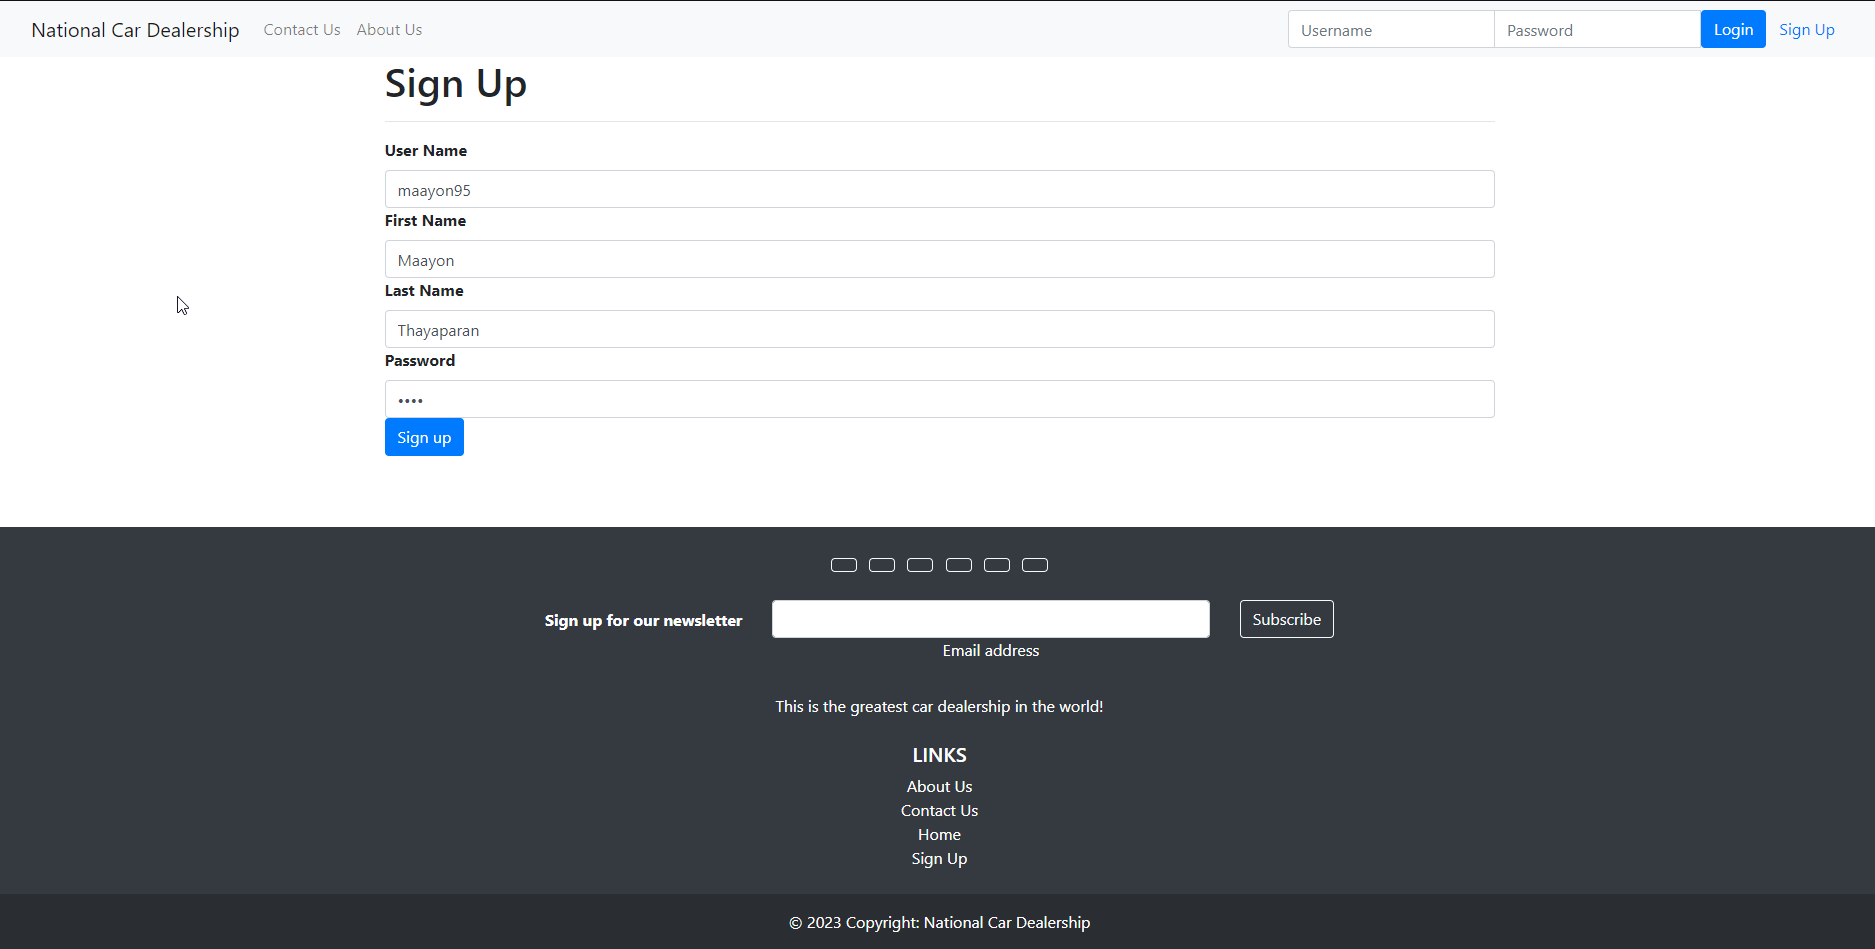 National Car Dealership Contact Us About Us Username Password Login Sign Up
Sign Up
User Name
maayon95
First Name
Maayon
Last Name
Thayaparan
Password
••••
Sign up
Sign up for our newsletter Subscribe
Email address
This is the greatest car dealership in the world!
LINKS
About Us
Contact Us
Home
Sign Up
© 2023 Copyright: National Car Dealership